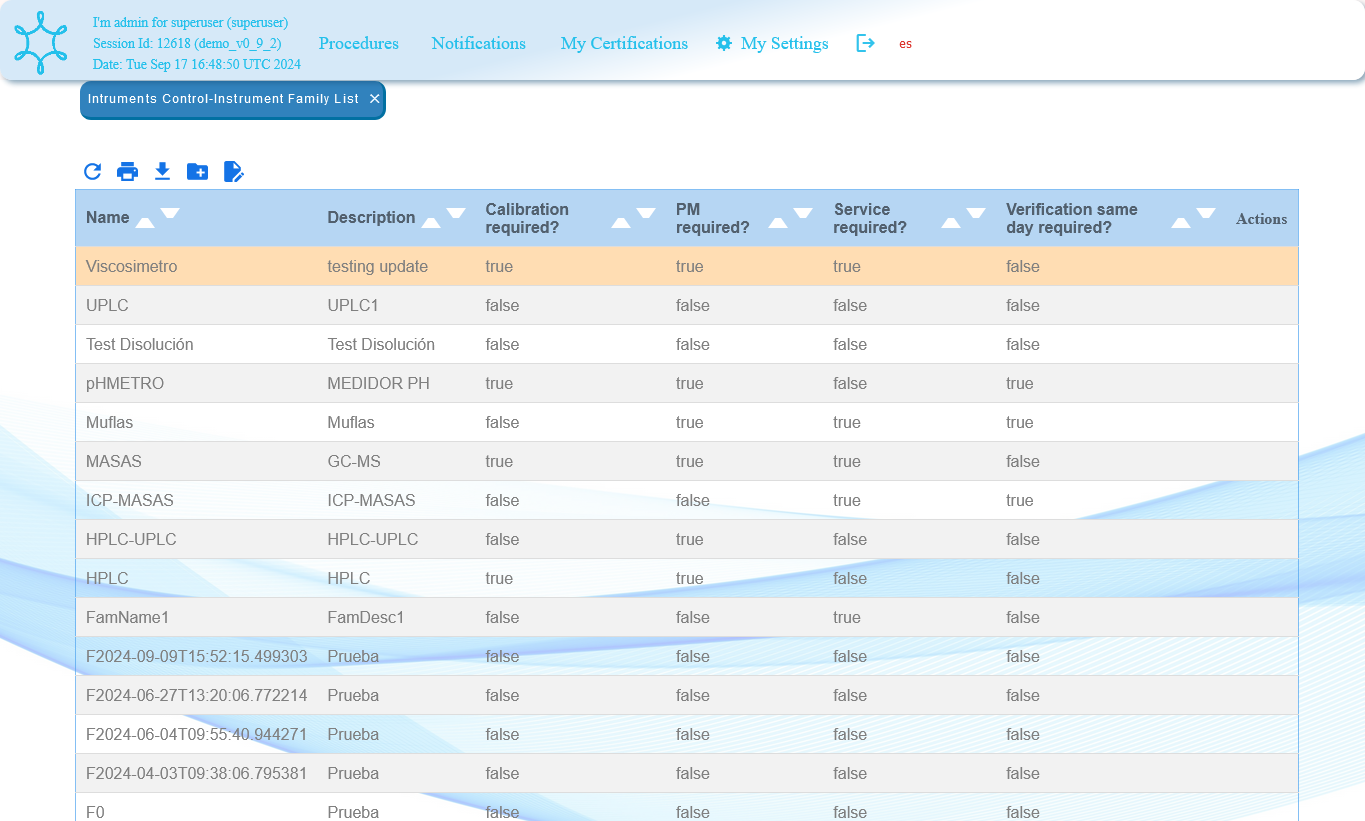 I'm admin for superuser (superuser)
Session Id: 12618 (demo_v0_9_2)
Date: Tue Sep 17 16:48:50 UTC 2024
Procedures Notifications My Certifications My Settings es
Intruments Control-Instrument Family List ×
Name Description Calibration required? PM required? Service required? Verification same day required? Actions
Viscosimetro testing update true true true false
UPLC UPLC1 false false false false
Test Disolución Test Disolución false false false false
pHMETRO MEDIDOR PH true true false true
Muflas Muflas false true true true
MASAS GC-MS true true true false
ICP-MASAS ICP-MASAS false false true true
HPLC-UPLC HPLC-UPLC false true false false
HPLC HPLC true true false false
FamName1 FamDesc1 false false true false
F2024-09-09T15:52:15.499303 Prueba false false false false
F2024-06-27T13:20:06.772214 Prueba false false false false
F2024-06-04T09:55:40.944271 Prueba false false false false
F2024-04-03T09:38:06.795381 Prueba false false false false
F0 Prueba false false false false